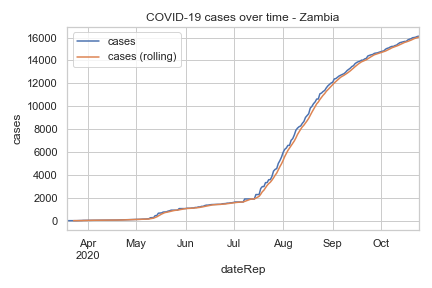 COVID-19 cases over time - Zambia
cases
cases (rolling)
16000
14000
12000
10000
8000
6000
4000
2000
0
cases
Apr May Jun Jul Aug Sep Oct
2020
dateRep